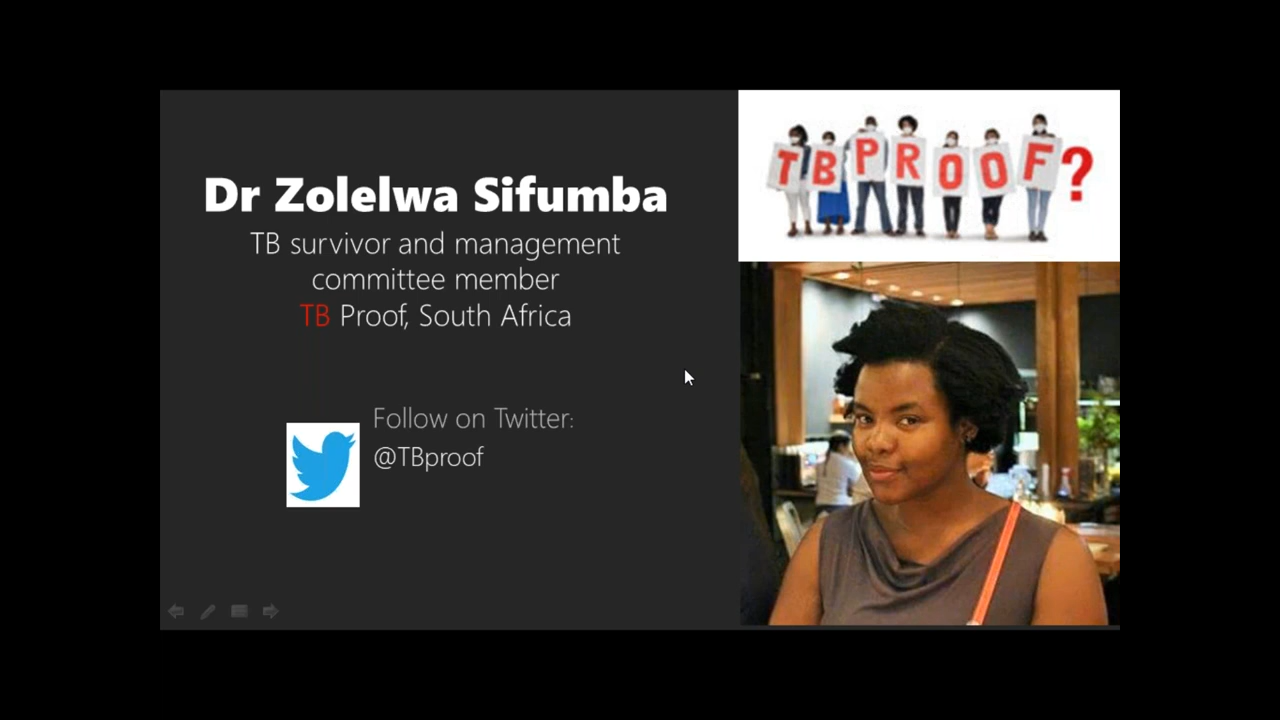 TBPROOF?
Dr Zolelwa Sifumba
TB survivor and management
committee member
TB Proof, South Africa
Follow on Twitter:
@TBproof